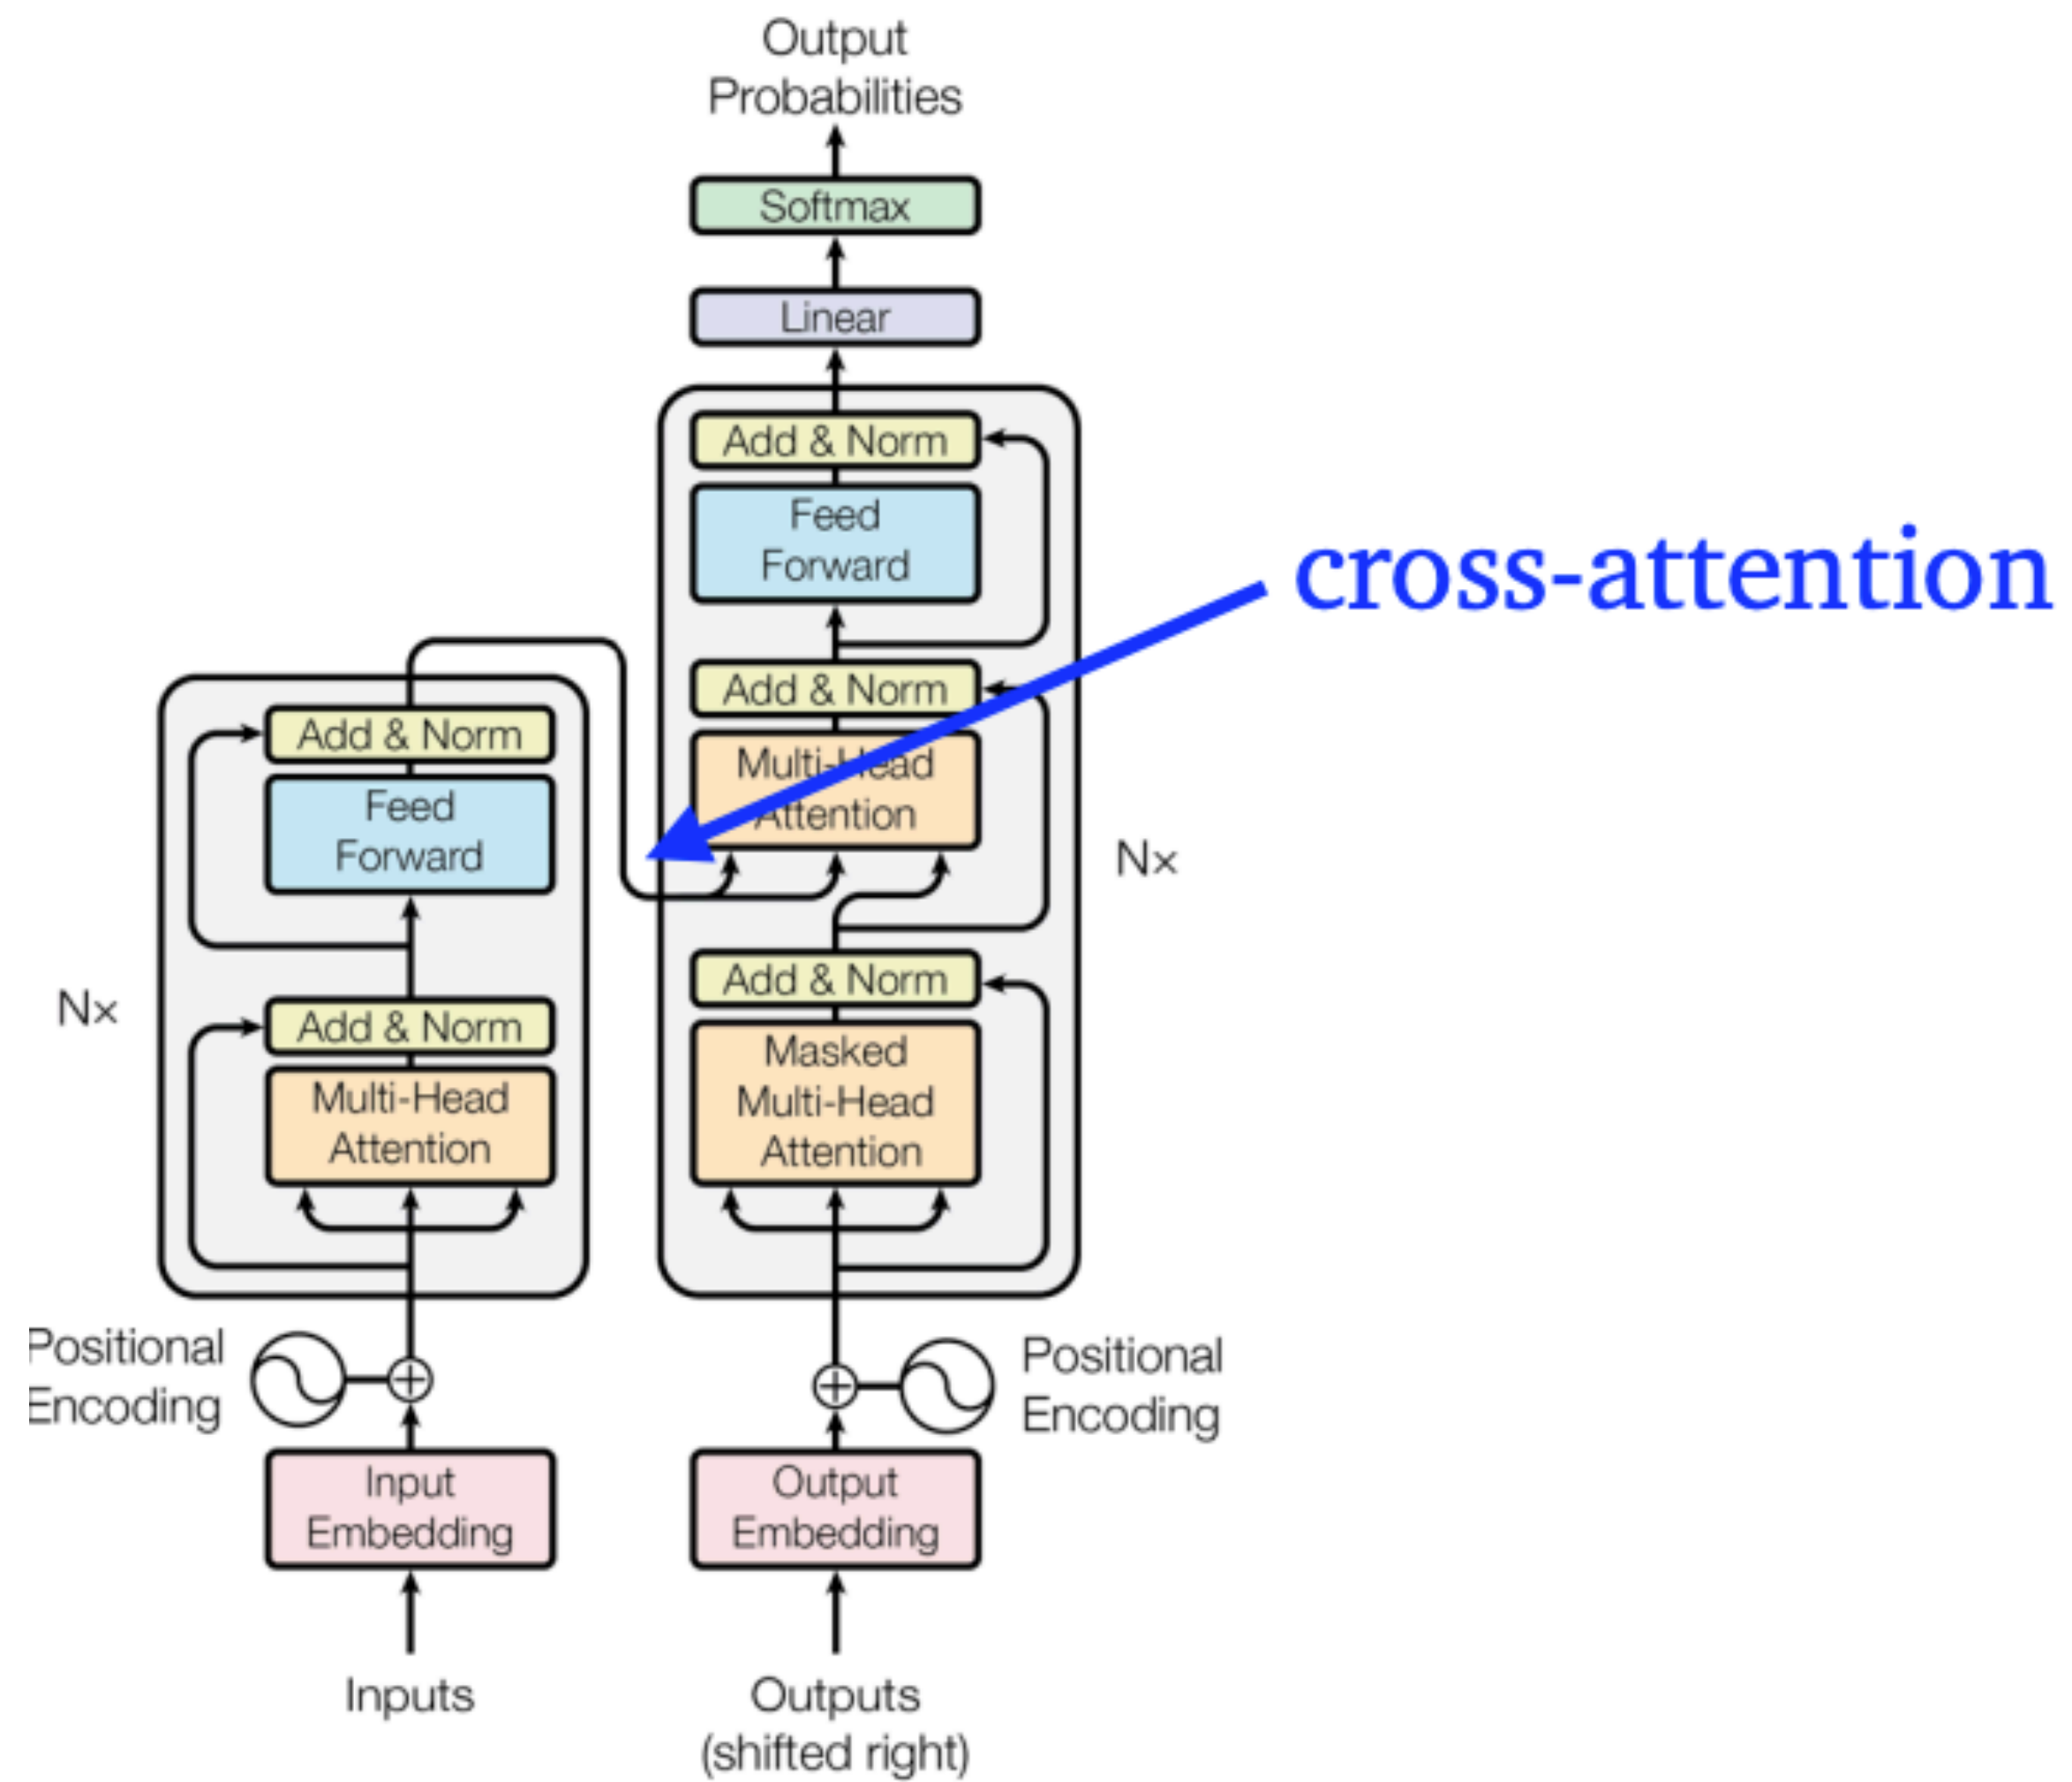 Output
Probabilities
Softmax
Linear
Add & Norm
Feed
Forward
cross-attention
Add & Norm
Multi-Head
Attention
Nx
Add & Norm
Masked
Multi-Head
Attention
Add & Norm
Feed
Forward
Nx
Add & Norm
Multi-Head
Attention
Positional
Encoding
Positional
Encoding
Input
Embedding
Output
Embedding
Inputs
Outputs
(shifted right)